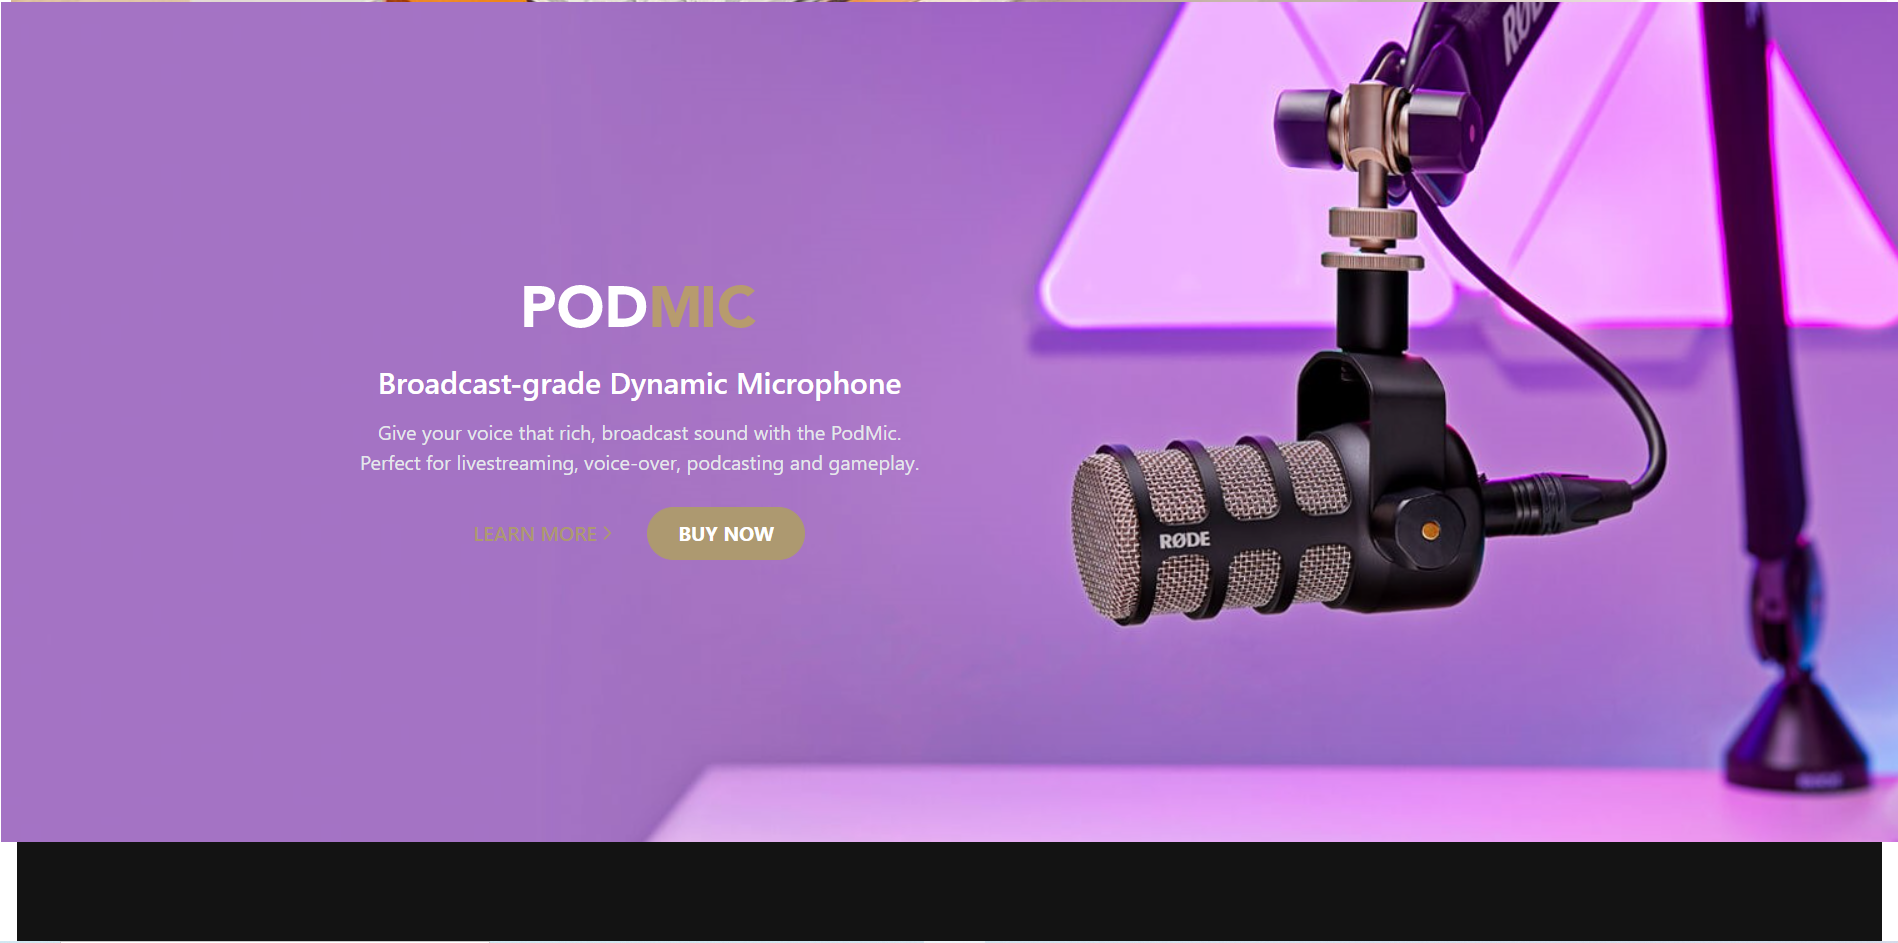 PODMIC
Broadcast-grade Dynamic Microphone
Give your voice that rich, broadcast sound with the PodMic.
Perfect for livestreaming, voice-over, podcasting and gameplay.
LEARN MORE
BUY NOW
RØDE